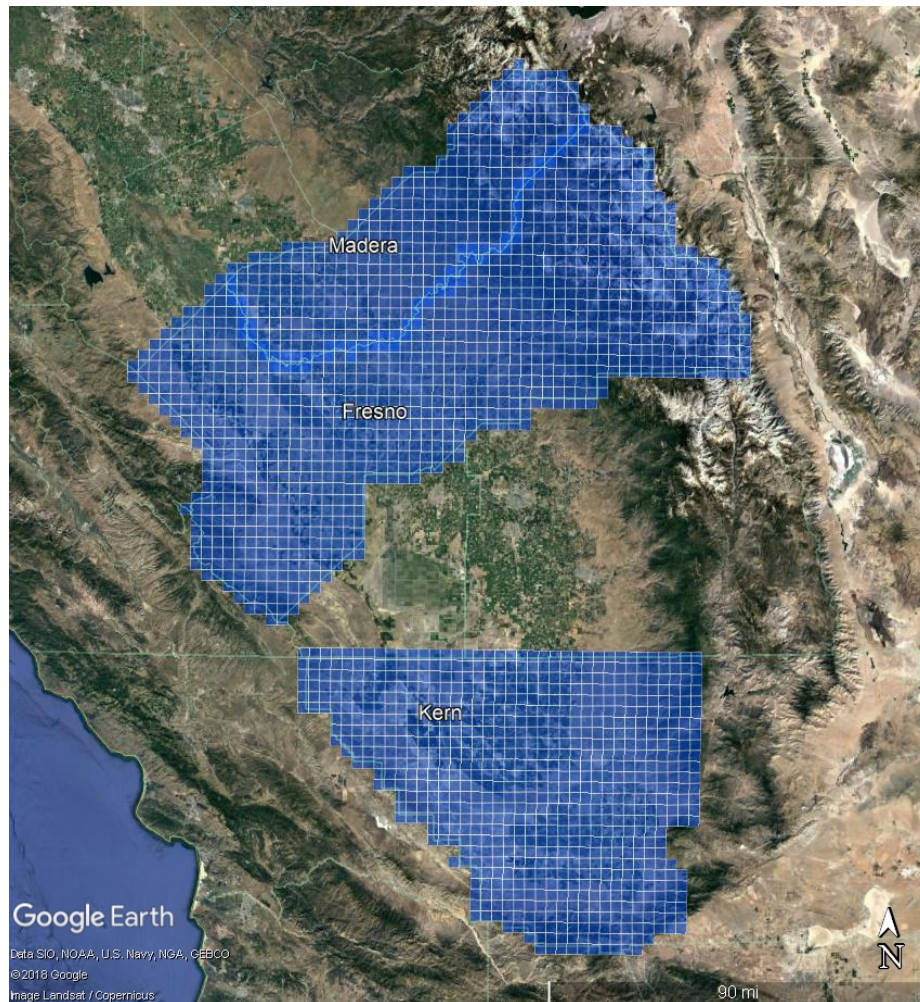 Madera
Fresno
Kern
Google Earth
Data SIO, NOAA, U.S. Navy, NGA, GEBCO
©2018 Google
Image Landsat / Copernicus
N
90 mi